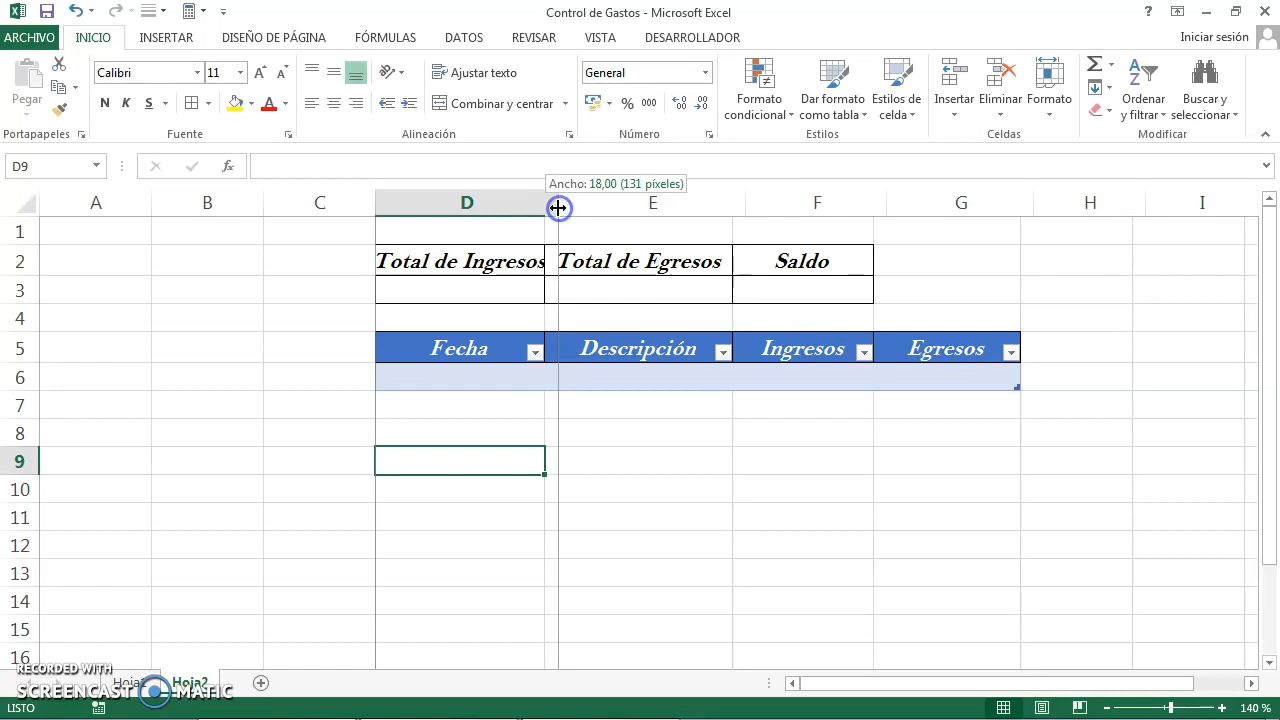 Control de Gastos - Microsoft Excel
ARCHIVO INICIO INSERTAR DISEÑO DE PÁGINA FÓRMULAS DATOS REVISAR VISTA DESARROLLADOR Iniciar sesión
Calibri 11 Ajustar texto General
Pegar N K S Combinar y centrar % 000
Formato condicional Dar formato como tabla Estilos de celda Insertar Eliminar Formato Ordenar y filtrar Buscar y seleccionar
Portapapeles Fuente Alineación Número Estilos Celdas Modificar
D9 fx
Ancho: 18,00 (131 píxeles)
A B C D E F G H I
1
2 Total de Ingresos Total de Egresos Saldo
3
4
5 Fecha Descripción Ingresos Egresos
6
7
8
9
10
11
12
13
14
15
16
RECORDED WITH
SCREENCAST MATIC
Hoja2
LISTO 140 %